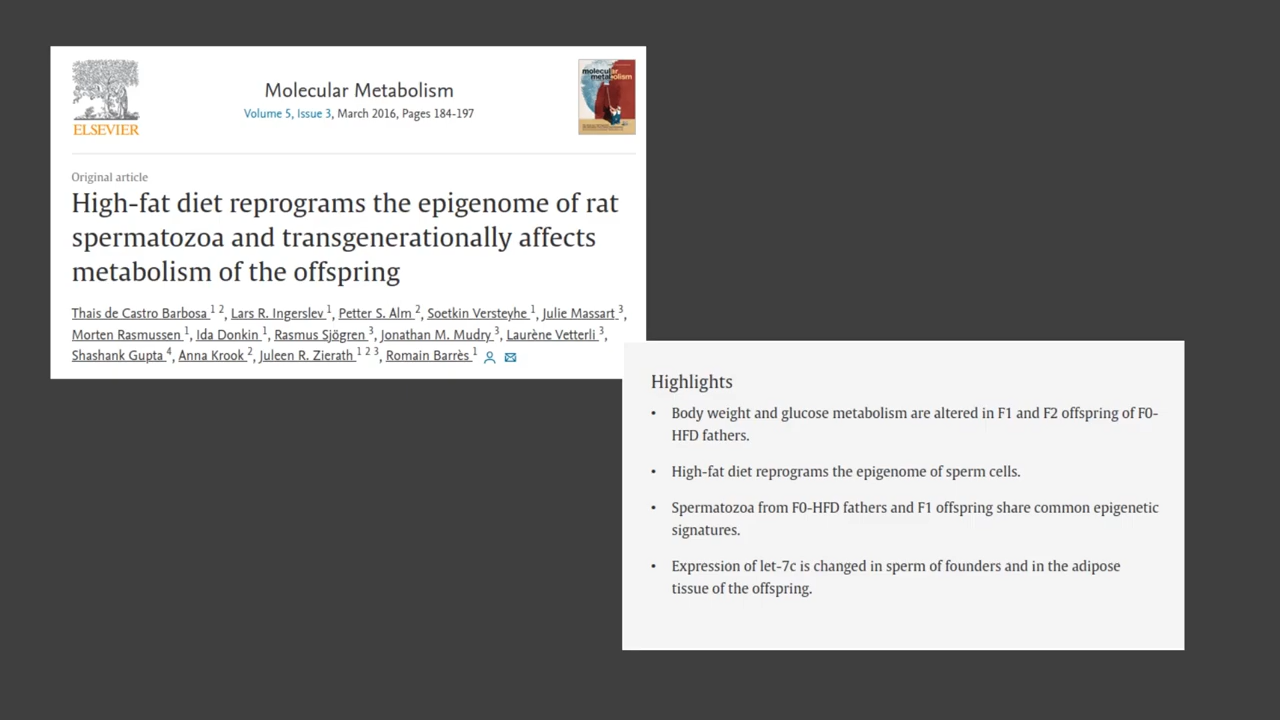 ELSEVIER
Molecular Metabolism
Volume 5, Issue 3, March 2016, Pages 184-197
molecular
metabolism
Original article
High-fat diet reprograms the epigenome of rat
spermatozoa and transgenerationally affects
metabolism of the offspring
Thais de Castro Barbosa 1 2, Lars R. Ingerslev 1, Petter S. Alm 2, Soetkin Versteyhe 1, Julie Massart 3,
Morten Rasmussen 1, Ida Donkin 1, Rasmus Sjögren 3, Jonathan M. Mudry 3, Laurène Vetterli 3,
Shashank Gupta 4, Anna Krook 2, Juleen R. Zierath 1 2 3, Romain Barrès 1
Highlights
• Body weight and glucose metabolism are altered in F1 and F2 offspring of F0-
HFD fathers.
• High-fat diet reprograms the epigenome of sperm cells.
• Spermatozoa from F0-HFD fathers and F1 offspring share common epigenetic
signatures.
• Expression of let-7c is changed in sperm of founders and in the adipose
tissue of the offspring.